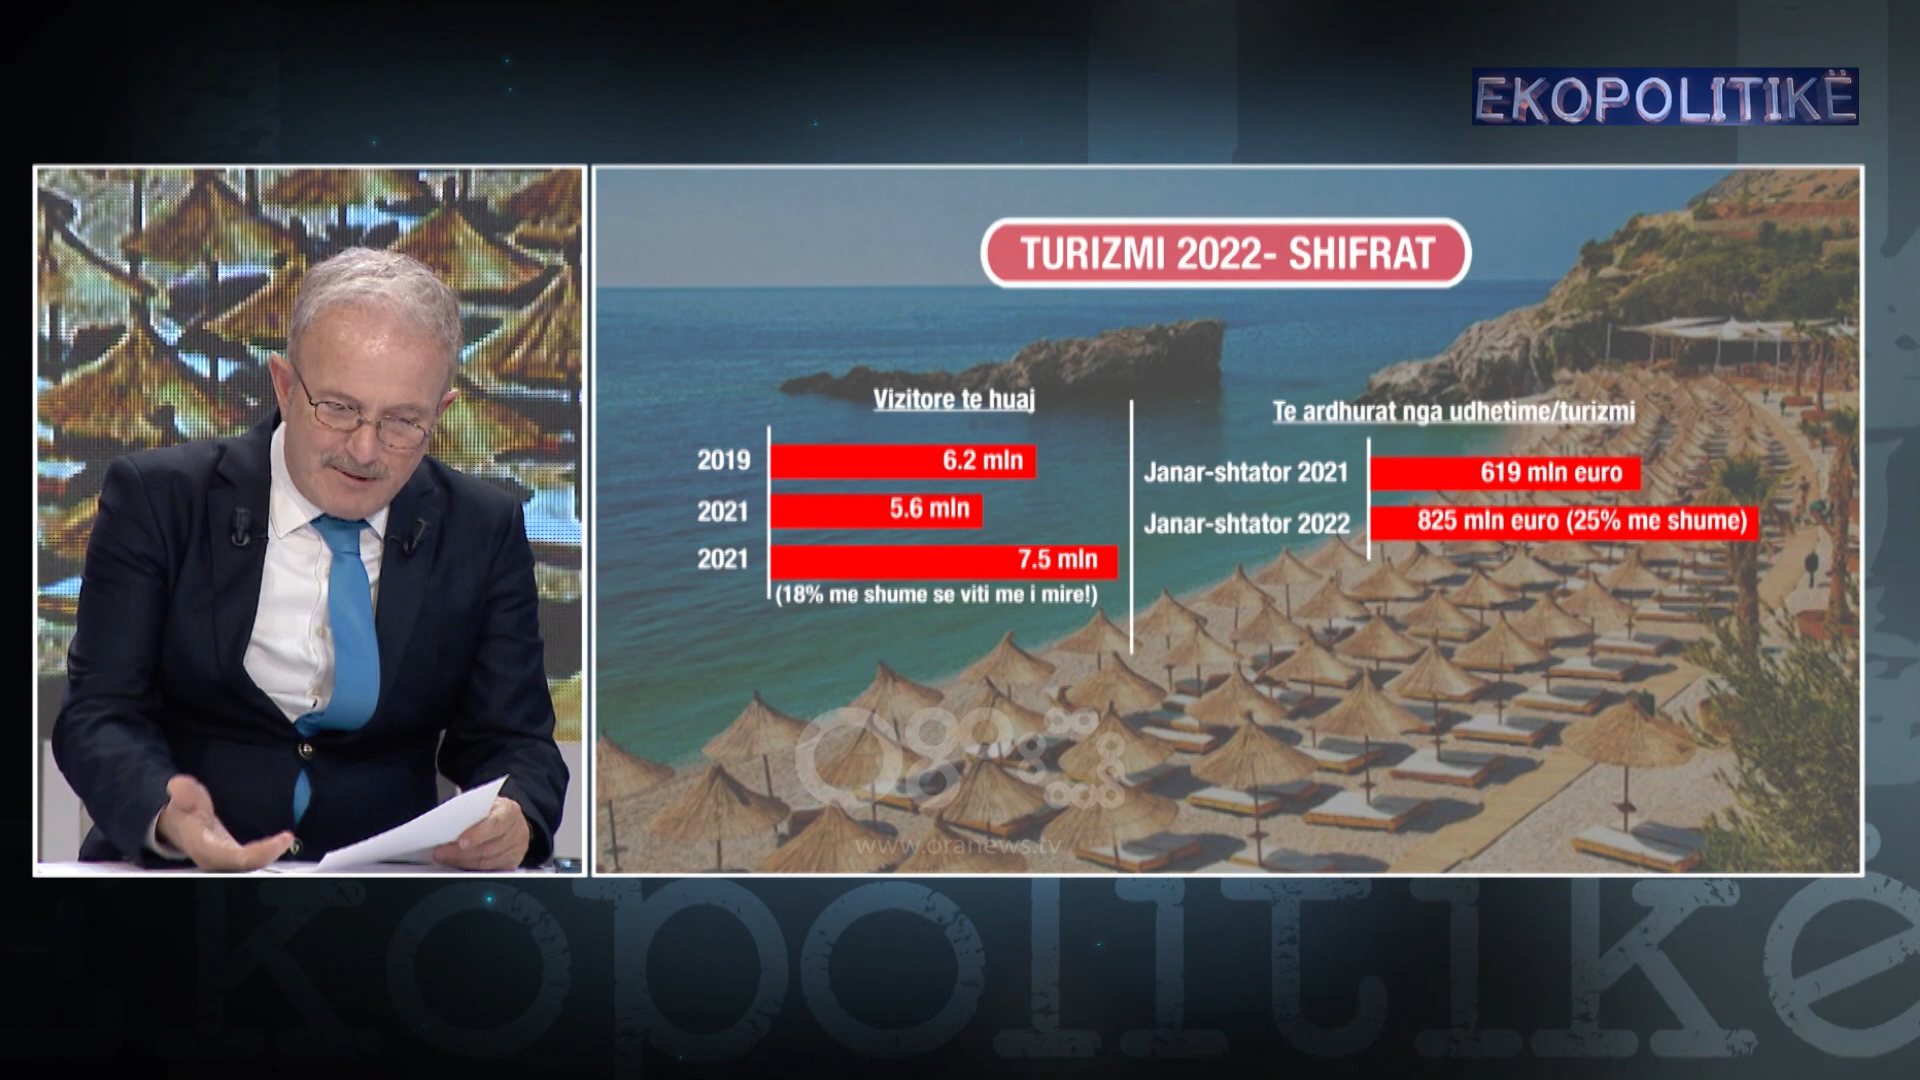 EKOPOLITIKË
TURIZMI 2022- SHIFRAT
Vizitore te huaj
2019 6.2 mln
2021 5.6 mln
2021 7.5 mln
(18% me shume se viti me i mire!)
Te ardhurat nga udhetime/turizmi
Janar-shtator 2021 619 mln euro
Janar-shtator 2022 825 mln euro (25% me shume)
www.oranews.tv
Ekopolitikë